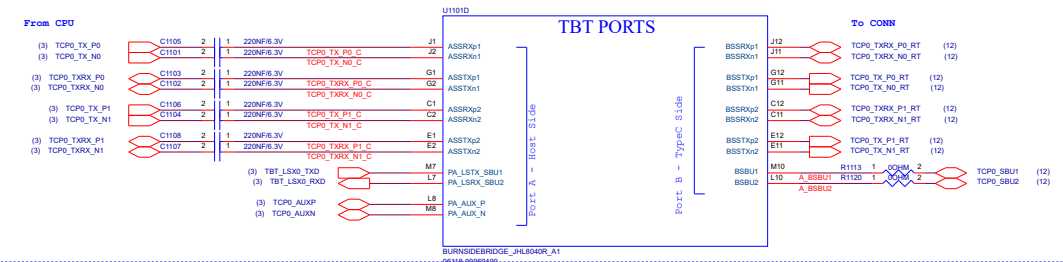 U1101D
From CPU
TBT PORTS
To CONN
(3) TCP0_TX_P0 C1105 2 1 220NF/6.3V J1 ASSRXp1 BSSRXp1 J12 TCP0_TXRX_P0_RT (12)
(3) TCP0_TX_N0 C1101 2 1 220NF/6.3V TCP0_TX_P0_C J2 ASSRXn1 BSSRXn1 J11 TCP0_TXRX_N0_RT (12)
TCP0_TX_N0_C
(3) TCP0_TXRX_P0 C1103 2 1 220NF/6.3V G1 ASSTXp1 BSSTXp1 G12 TCP0_TX_P0_RT (12)
(3) TCP0_TXRX_N0 C1102 2 1 220NF/6.3V TCP0_TXRX_P0_C G2 ASSTXn1 BSSTXn1 G11 TCP0_TX_N0_RT (12)
TCP0_TXRX_N0_C
(3) TCP0_TX_P1 C1106 2 1 220NF/6.3V C1 ASSRXp2 BSSRXp2 C12 TCP0_TXRX_P1_RT (12)
(3) TCP0_TX_N1 C1104 2 1 220NF/6.3V TCP0_TX_P1_C C2 ASSRXn2 BSSRXn2 C11 TCP0_TXRX_N1_RT (12)
TCP0_TX_N1_C
(3) TCP0_TXRX_P1 C1108 2 1 220NF/6.3V E1 ASSTXp2 BSSTXp2 E12 TCP0_TX_P1_RT (12)
(3) TCP0_TXRX_N1 C1107 2 1 220NF/6.3V TCP0_TXRX_P1_C E2 ASSTXn2 BSSTXn2 E11 TCP0_TX_N1_RT (12)
TCP0_TXRX_N1_C
(3) TBT_LSX0_TXD M7 PA_LSTX_SBU1 BSBU1 M10 R1113 1 0OHM 2 TCP0_SBU1 (12)
(3) TBT_LSX0_RXD L7 PA_LSRX_SBU2 BSBU2 L10 A_BSBU1 R1120 1 0OHM 2 TCP0_SBU2 (12)
A_BSBU2
(3) TCP0_AUXP L8 PA_AUX_P
(3) TCP0_AUXN M8 PA_AUX_N
Port A - Host Side
Port B - TypeC Side
BURNSIDEBRIDGE_JHL8040R_A1